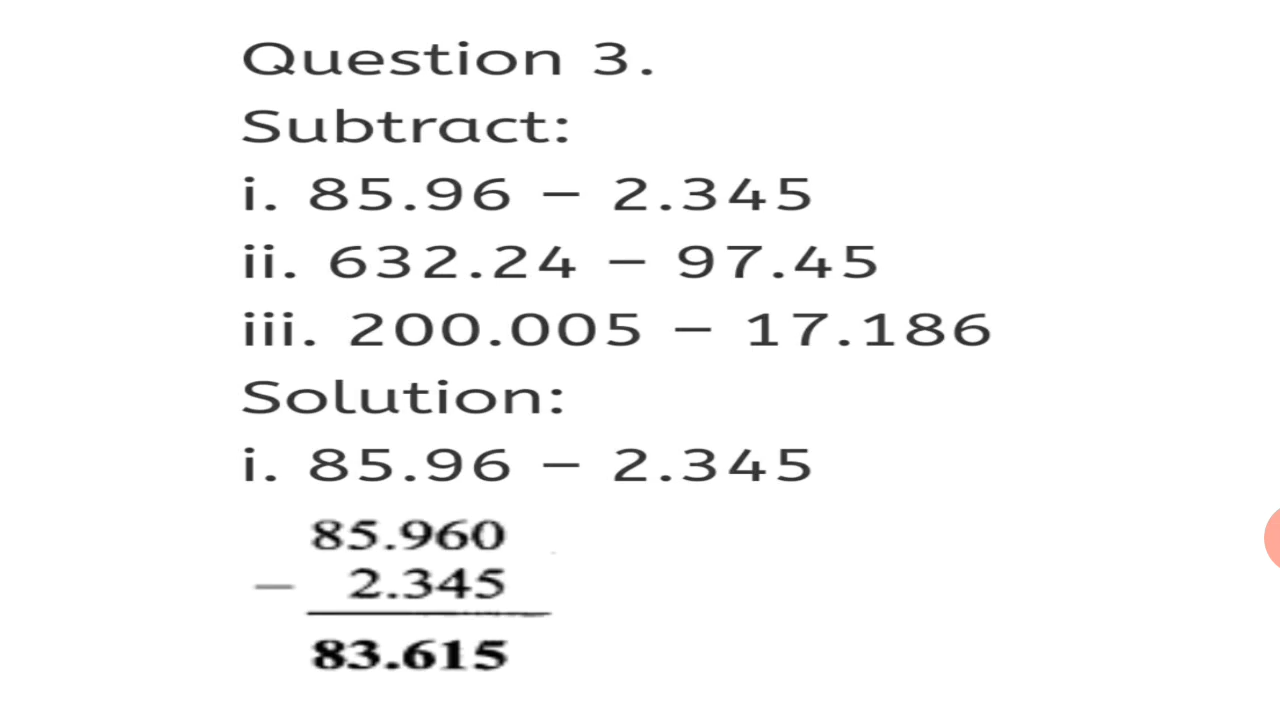 Question 3.
Subtract:
i. 85.96 – 2.345
ii. 632.24 – 97.45
iii. 200.005 – 17.186
Solution:
i. 85.96 – 2.345
85.960
– 2.345
83.615